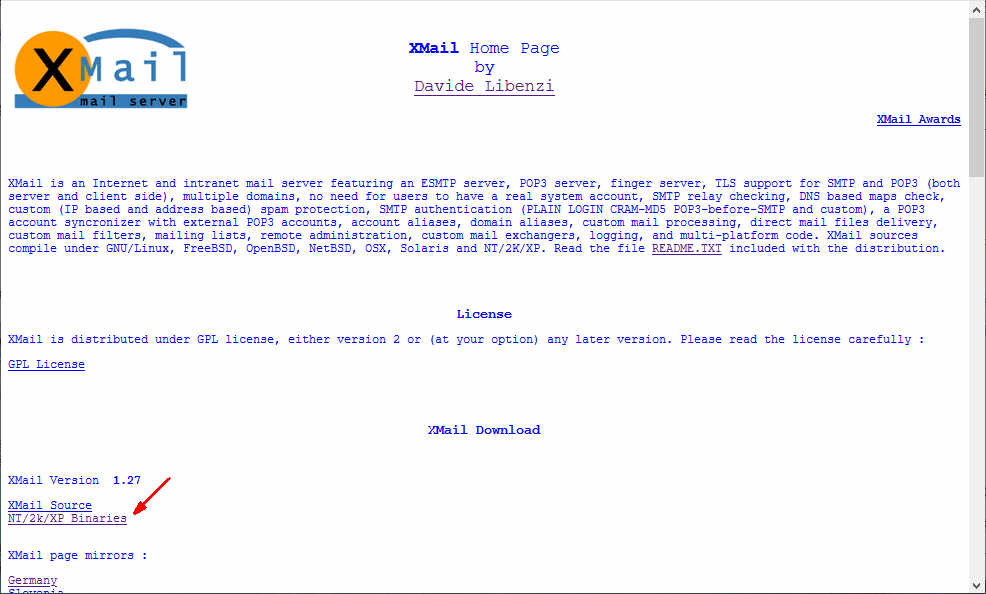 XMail
mail server
XMail Home Page
by
Davide Libenzi
XMail Awards
XMail is an Internet and intranet mail server featuring an ESMTP server, POP3 server, finger server, TLS support for SMTP and POP3 (both
server and client side), multiple domains, no need for users to have a real system account, SMTP relay checking, DNS based maps check,
custom (IP based and address based) spam protection, SMTP authentication (PLAIN LOGIN CRAM-MD5 POP3-before-SMTP and custom), a POP3
account syncronizer with external POP3 accounts, account aliases, domain aliases, custom mail processing, direct mail files delivery,
custom mail filters, mailing lists, remote administration, custom mail exchangers, logging, and multi-platform code. XMail sources
compile under GNU/Linux, FreeBSD, OpenBSD, NetBSD, OSX, Solaris and NT/2K/XP. Read the file README.TXT included with the distribution.
License
XMail is distributed under GPL license, either version 2 or (at your option) any later version. Please read the license carefully :
GPL License
XMail Download
XMail Version 1.27
XMail Source
NT/2k/XP Binaries
XMail page mirrors :
Germany
Slovenia